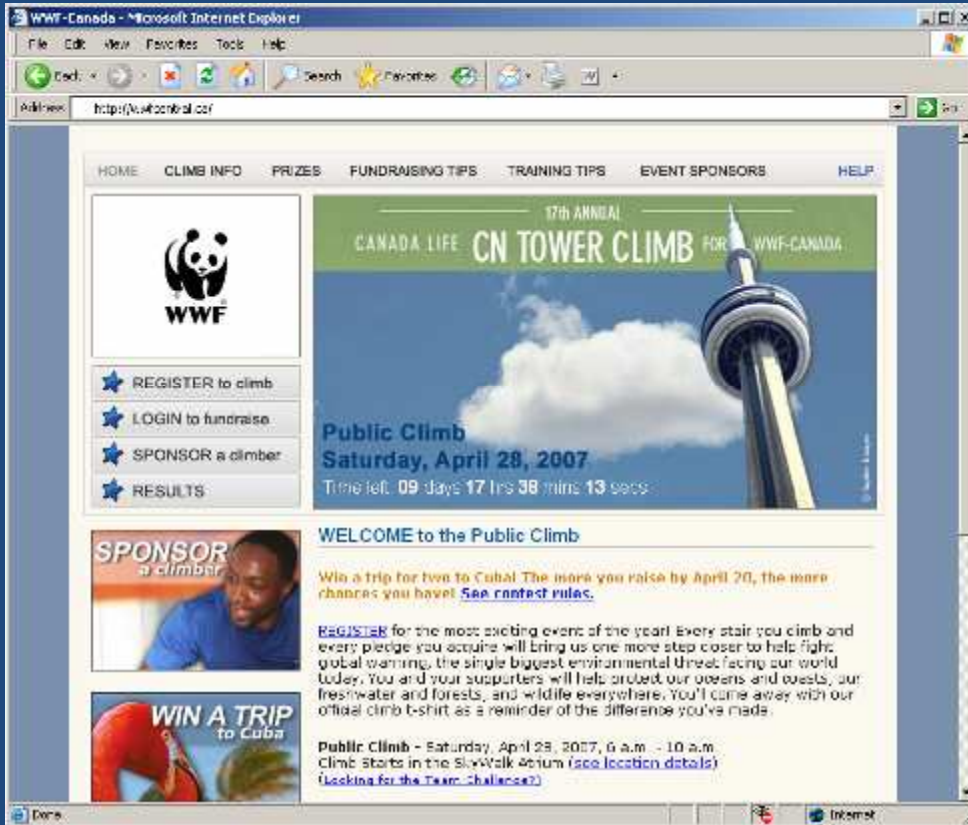 WWF-Canada - Microsoft Internet Explorer
File Edit View Favorites Tools Help
Back Search Favorites
Address
Go
HOME CLIMB INFO PRIZES FUNDRAISING TIPS TRAINING TIPS EVENT SPONSORS HELP
17th ANNUAL
CANADA LIFE CN TOWER CLIMB FOR WWF-CANADA
WWF
REGISTER to climb
LOGIN to fundraise
SPONSOR a climber
RESULTS
Public Climb
Saturday, April 28, 2007
Time left 09 days 17 hrs 38 mins 13 secs
SPONSOR
a climber
WIN A TRIP
to Cuba
WELCOME to the Public Climb
Win a trip for two to Cuba! The more you raise by April 20, the more
chances you have! See contest rules.
REGISTER for the most exciting event of the year! Every stair you climb and
every pledge you acquire will bring us one more step closer to help fight
global warming, the single biggest environmental threat facing our world
today. You and your supporters will help protect our oceans and coasts, our
freshwater and forests, and wildlife everywhere. You'll come away with our
official climb t-shirt as a reminder of the difference you've made.
Public Climb - Saturday, April 28, 2007, 6 a.m. - 10 a.m.
Climb Starts in the SkyWalk Atrium (see location details)
(Looking for the Team Challenge?)
Done
Internet